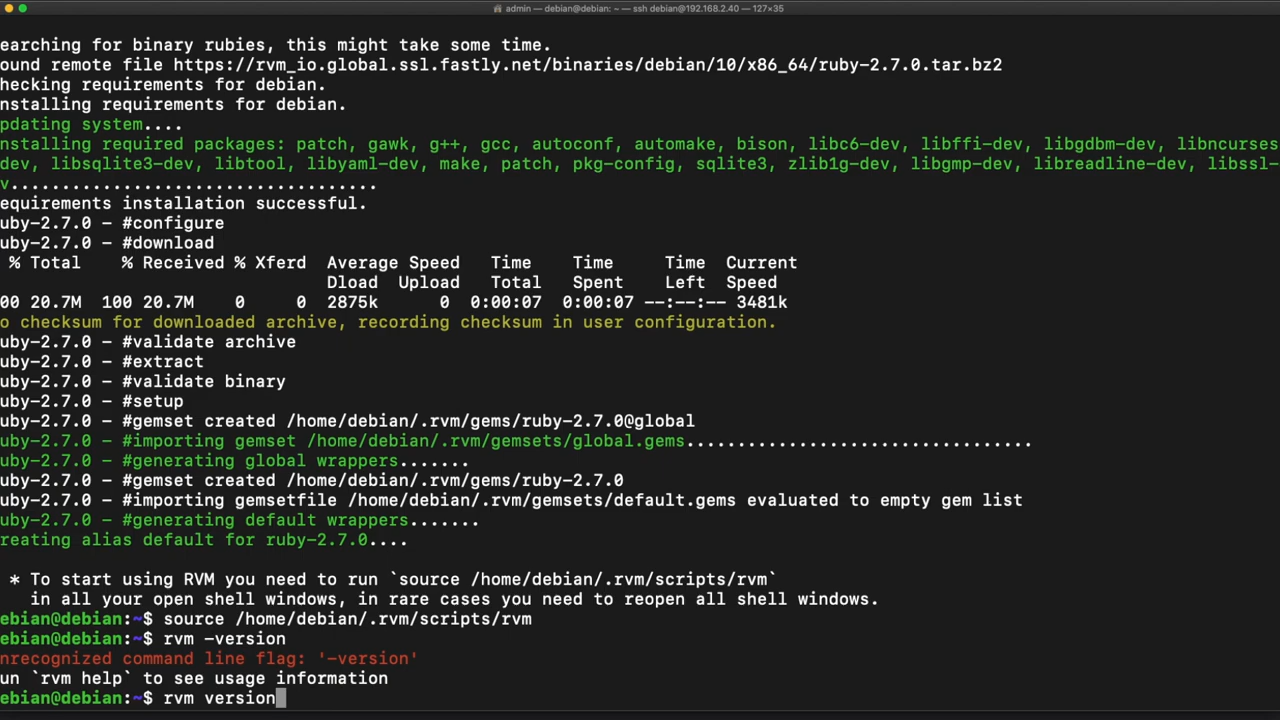 admin — debian@debian: ~ — ssh debian@192.168.2.40 — 127×35
earching for binary rubies, this might take some time.
ound remote file https://rvm_io.global.ssl.fastly.net/binaries/debian/10/x86_64/ruby-2.7.0.tar.bz2
hecking requirements for debian.
nstalling requirements for debian.
pdating system....
nstalling required packages: patch, gawk, g++, gcc, autoconf, automake, bison, libc6-dev, libffi-dev, libgdbm-dev, libncurses
dev, libsqlite3-dev, libtool, libyaml-dev, make, patch, pkg-config, sqlite3, zlib1g-dev, libgmp-dev, libreadline-dev, libssl-
v....................................
equirements installation successful.
uby-2.7.0 - #configure
uby-2.7.0 - #download
% Total    % Received % Xferd  Average Speed   Time    Time     Time  Current
Dload  Upload   Total   Spent    Left  Speed
00 20.7M  100 20.7M    0     0  2875k      0  0:00:07  0:00:07 --:--:-- 3481k
o checksum for downloaded archive, recording checksum in user configuration.
uby-2.7.0 - #validate archive
uby-2.7.0 - #extract
uby-2.7.0 - #validate binary
uby-2.7.0 - #setup
uby-2.7.0 - #gemset created /home/debian/.rvm/gems/ruby-2.7.0@global
uby-2.7.0 - #importing gemset /home/debian/.rvm/gemsets/global.gems..................................
uby-2.7.0 - #generating global wrappers.......
uby-2.7.0 - #gemset created /home/debian/.rvm/gems/ruby-2.7.0
uby-2.7.0 - #importing gemsetfile /home/debian/.rvm/gemsets/default.gems evaluated to empty gem list
uby-2.7.0 - #generating default wrappers.......
reating alias default for ruby-2.7.0....
* To start using RVM you need to run `source /home/debian/.rvm/scripts/rvm`
in all your open shell windows, in rare cases you need to reopen all shell windows.
ebian@debian:~$ source /home/debian/.rvm/scripts/rvm
ebian@debian:~$ rvm -version
nrecognized command line flag: '-version'
un `rvm help` to see usage information
ebian@debian:~$ rvm version